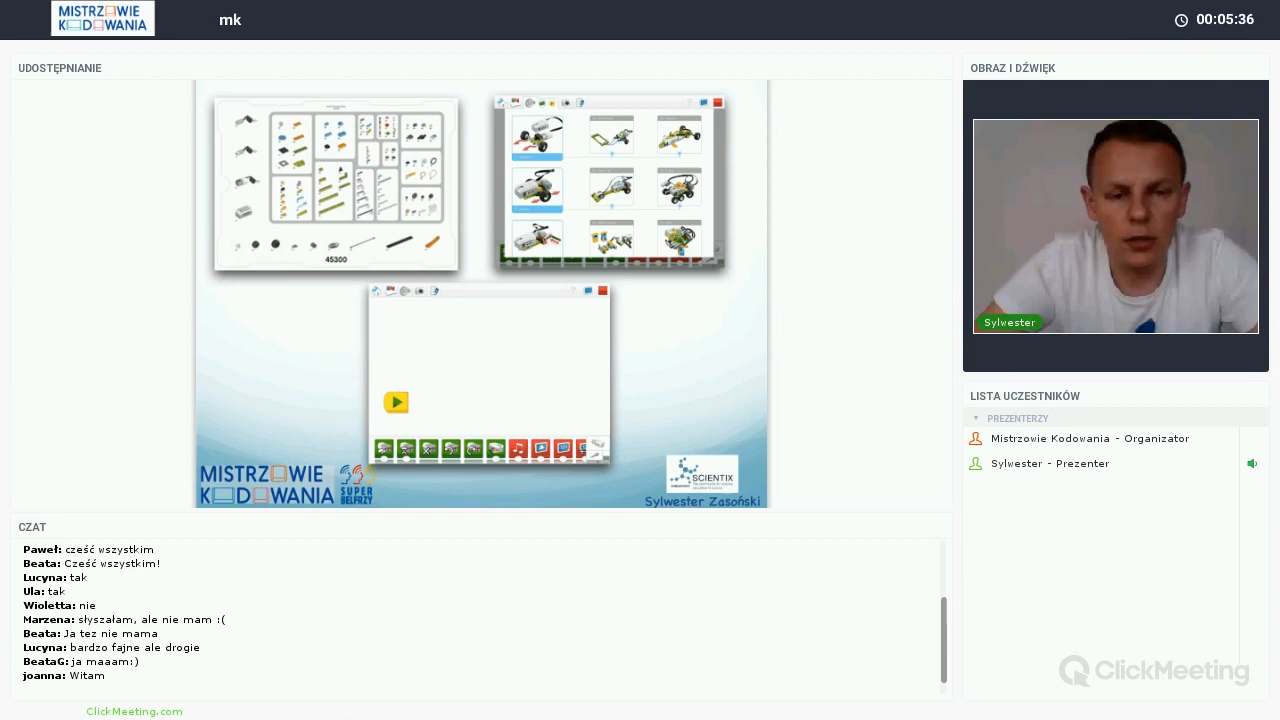 MISTRZOWIE
KODOWANIA
mk
00:05:36
UDOSTĘPNIANIE
45300
MISTRZOWIE
KODOWANIA
SUPER
BELFRZY
SCIENTIX
Sylwester Zasoński
OBRAZ I DŹWIĘK
Sylwester
LISTA UCZESTNIKÓW
PREZENTERZY
Mistrzowie Kodowania - Organizator
Sylwester - Prezenter
CZAT
Paweł: cześć wszystkim
Beata: Cześć wszystkim!
Lucyna: tak
Ula: tak
Wioletta: nie
Marzena: słyszałam, ale nie mam :(
Beata: Ja tez nie mama
Lucyna: bardzo fajne ale drogie
BeataG: ja maaam:)
joanna: Witam
ClickMeeting
ClickMeeting.com